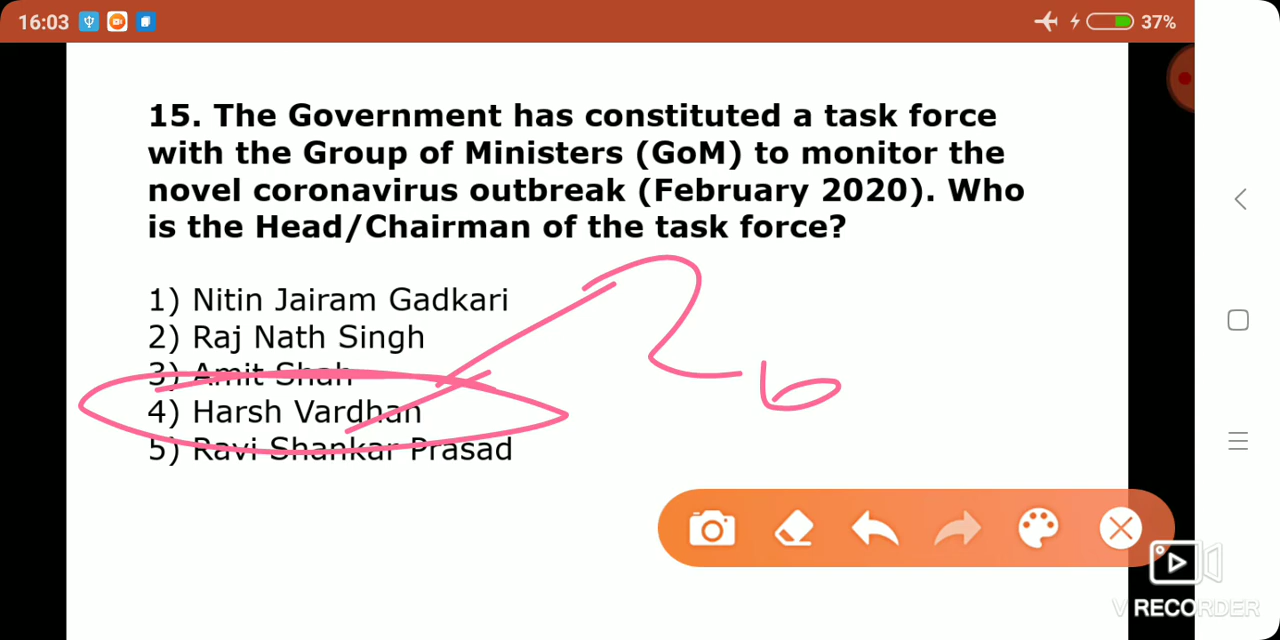 16:03
37%
15. The Government has constituted a task force
with the Group of Ministers (GoM) to monitor the
novel coronavirus outbreak (February 2020). Who
is the Head/Chairman of the task force?
1) Nitin Jairam Gadkari
2) Raj Nath Singh
3) Amit Shah
4) Harsh Vardhan
5) Ravi Shankar Prasad
26
V RECORDER